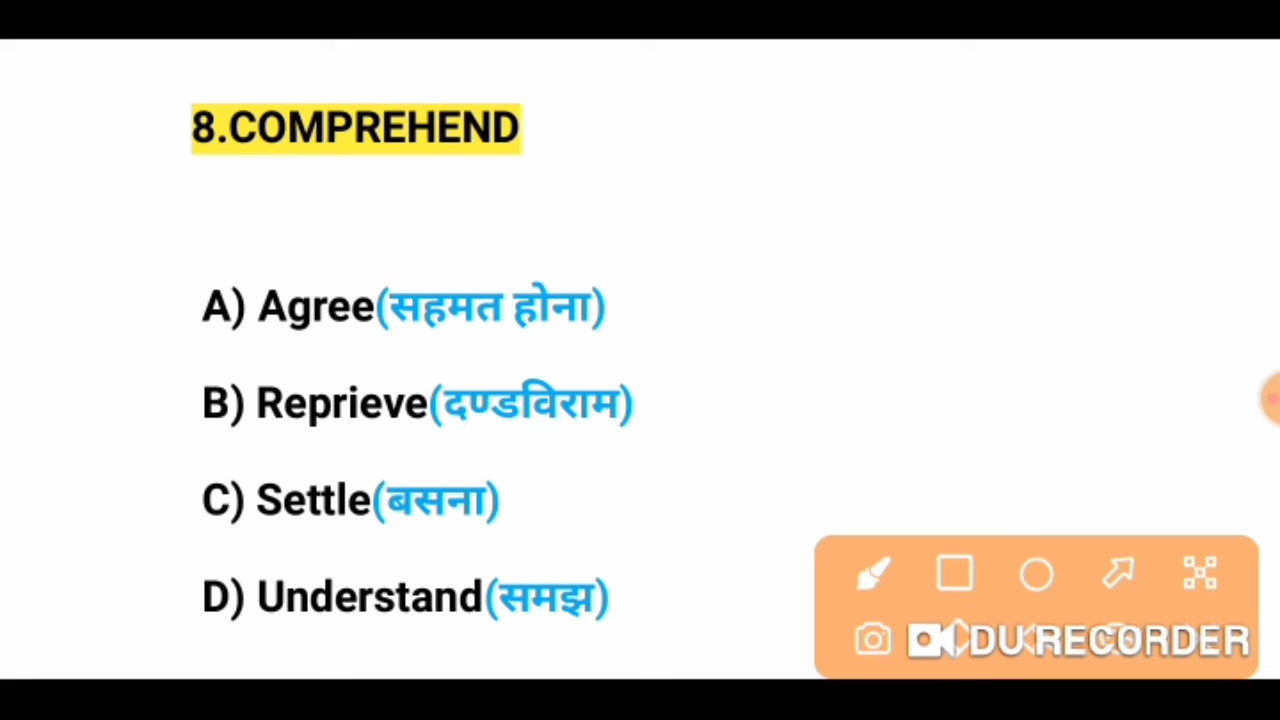 8.COMPREHEND
A) Agree(सहमत होना)
B) Reprieve(दण्डविराम)
C) Settle(बसना)
D) Understand(समझ)
DU RECORDER